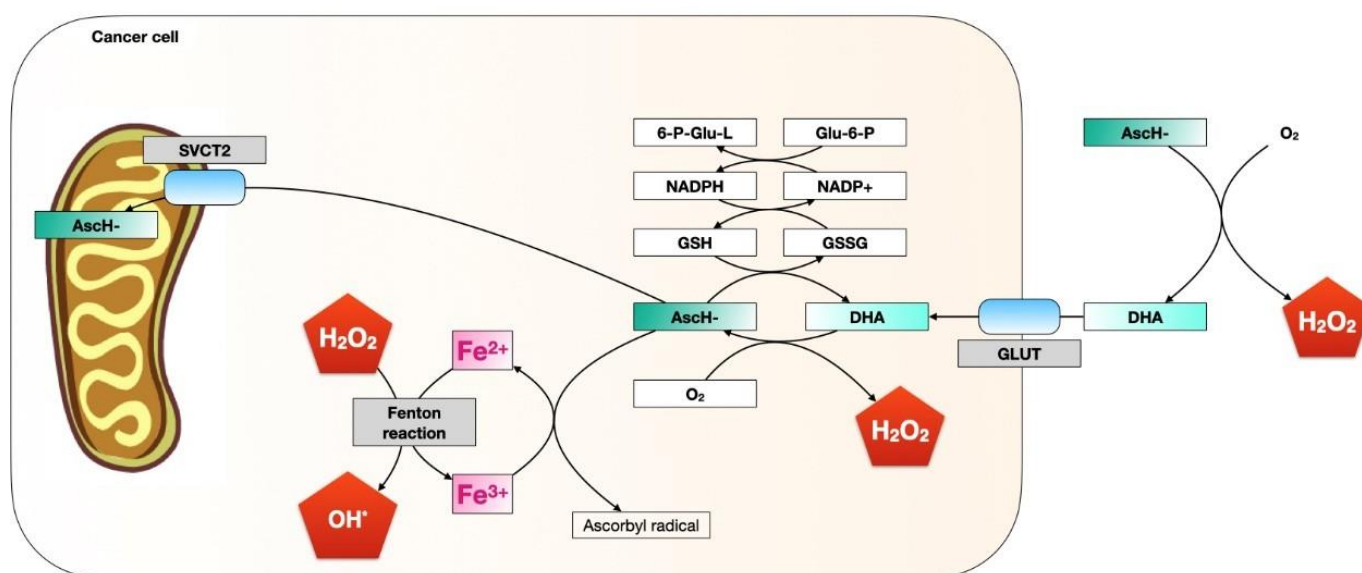 Cancer cell
SVCT2
AscH-
6-P-Glu-L
Glu-6-P
NADPH
NADP+
GSH
GSSG
AscH-
DHA
O₂
H₂O₂
H₂O₂
Fe²⁺
Fenton
reaction
Fe³⁺
OH•
Ascorbyl radical
GLUT
AscH-
O₂
DHA
H₂O₂